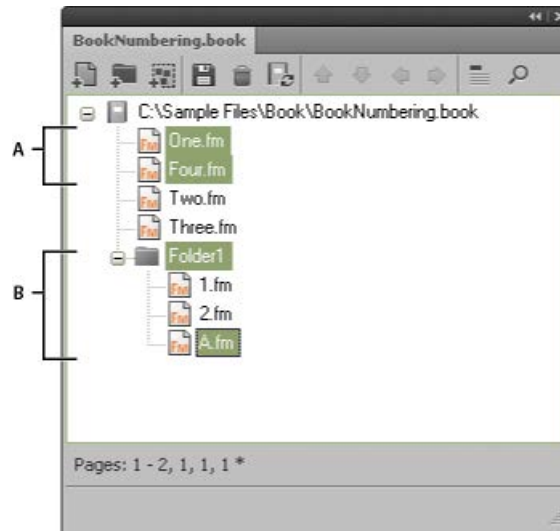 BookNumbering.book
C:\Sample Files\Book\BookNumbering.book
A
One.fm
Four.fm
Two.fm
Three.fm
B
Folder1
1.fm
2.fm
A.fm
Pages: 1 - 2, 1, 1, 1 *